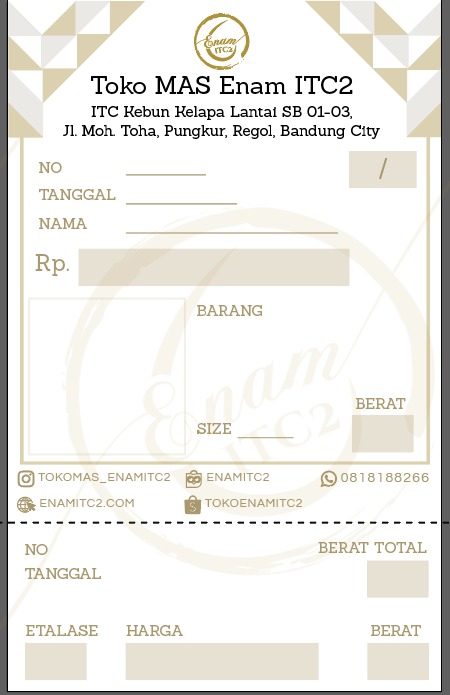 Enam
ITC2
Toko MAS Enam ITC2
ITC Kebun Kelapa Lantai SB 01-03,
Jl. Moh. Toha, Pungkur, Regol, Bandung City
NO
/
TANGGAL
NAMA
Rp.
BARANG
Enam
ITC2
BERAT
SIZE
TOKOMAS_ENAMITC2 ENAMITC2 0818188266
ENAMITC2.COM TOKOENAMITC2
NO BERAT TOTAL
TANGGAL
ETALASE HARGA BERAT